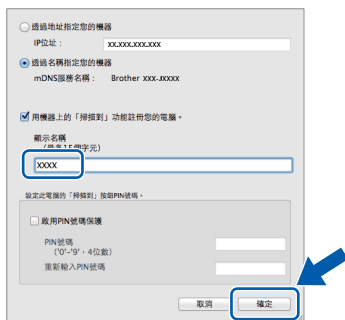 透過地址指定您的機器
IP位址： xx.xxx.xxx.xxx
透過名稱指定您的機器
mDNS服務名稱： Brother xxx-Jxxxx
用機器上的「掃描到」功能註冊您的電腦。
顯示名稱
(最多15個字元)
XXXX
設定此電腦的「掃描到」按鈕PIN號碼。
啟用PIN號碼保護
PIN號碼
('0'-'9'，4位數)
重新輸入PIN號碼
取消 確定